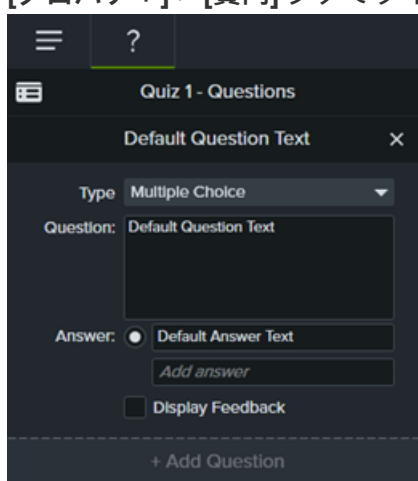 ?
Quiz 1 - Questions
Default Question Text
Type Multiple Choice
Question: Default Question Text
Answer: Default Answer Text
Add answer
Display Feedback
+ Add Question